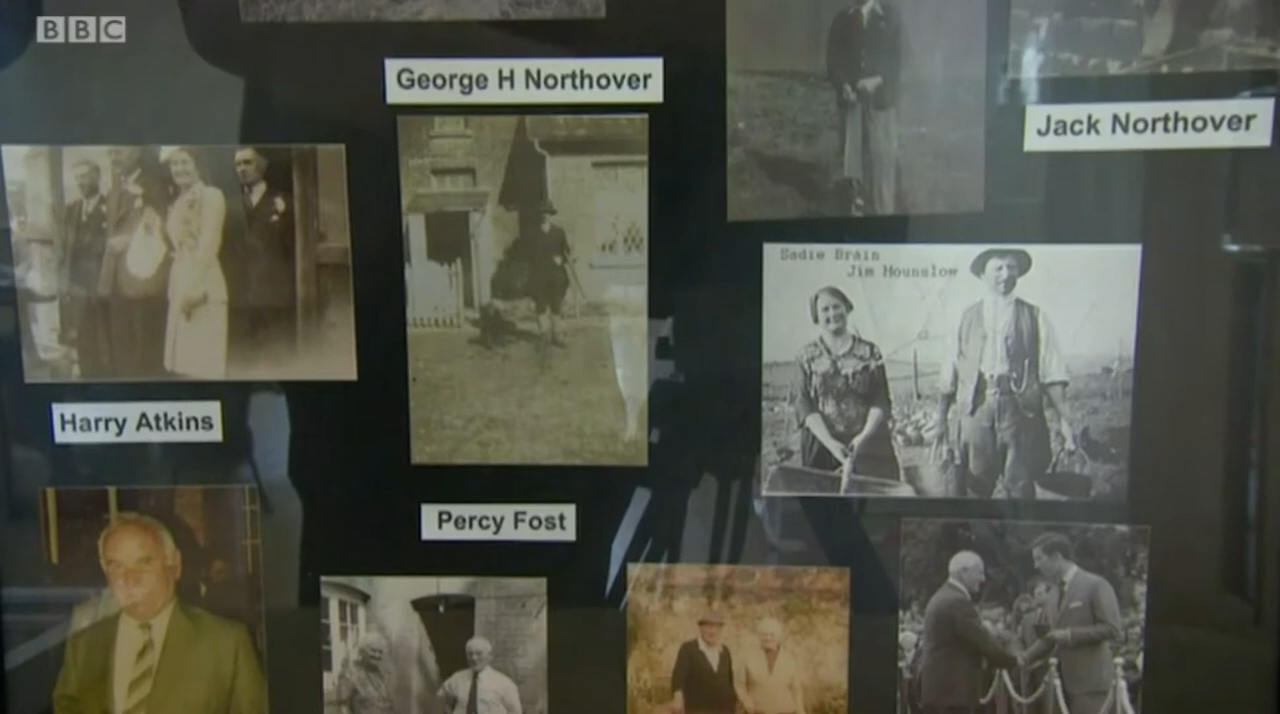 BBC
George H Northover
Jack Northover
Sadie Brain
Jim Hounslow
Harry Atkins
Percy Fost